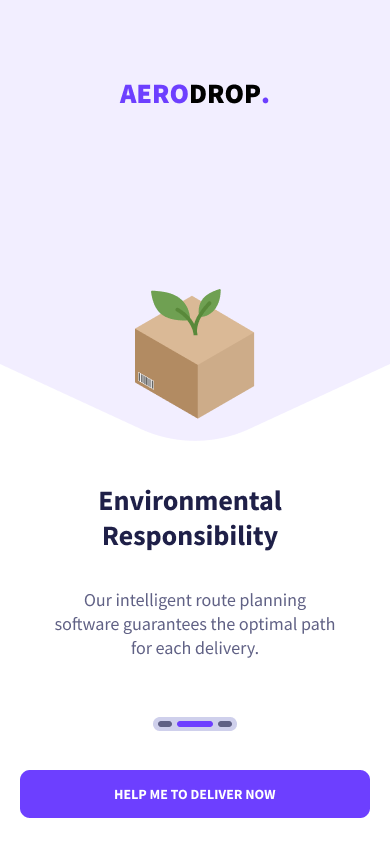 AERODROP.
Environmental
Responsibility
Our intelligent route planning
software guarantees the optimal path
for each delivery.
HELP ME TO DELIVER NOW